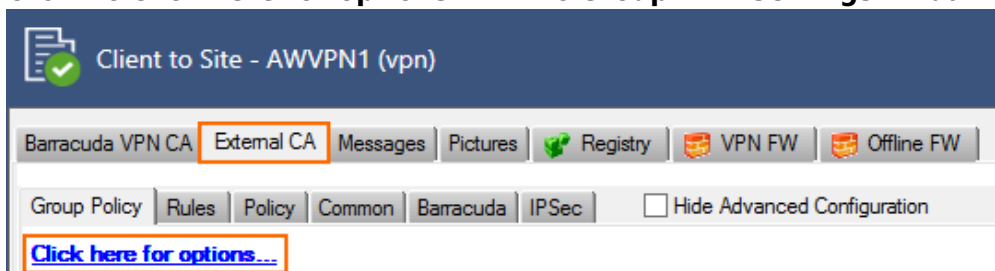 Client to Site - AWVPN1 (vpn)
Barracuda VPN CA External CA Messages Pictures Registry VPN FW Offline FW
Group Policy Rules Policy Common Barracuda IPSec Hide Advanced Configuration
Click here for options...